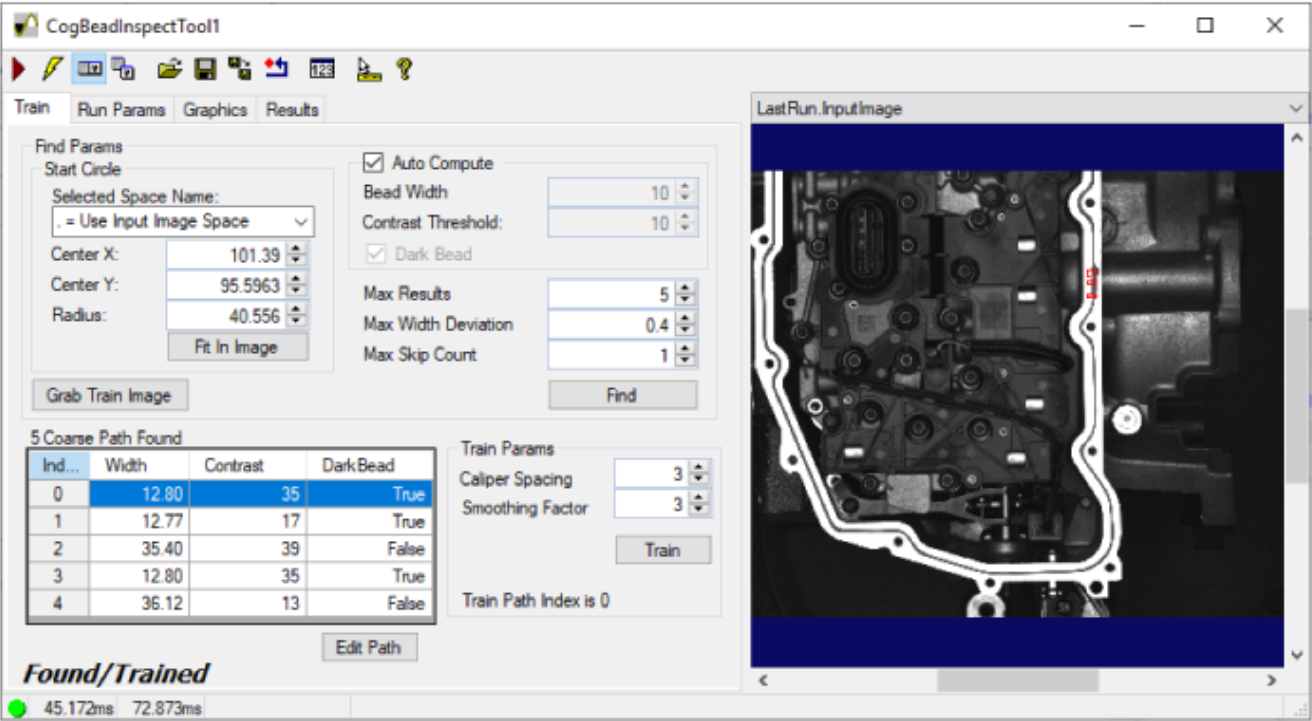 CogBeadInspectTool1
Train Run Params Graphics Results
Find Params
Start Circle
Selected Space Name:
. = Use Input Image Space
Center X: 101.39
Center Y: 95.5963
Radius: 40.556
Fit In Image
Grab Train Image
Auto Compute
Bead Width 10
Contrast Threshold: 10
Dark Bead
Max Results 5
Max Width Deviation 0.4
Max Skip Count 1
Find
5 Coarse Path Found
Ind... Width Contrast DarkBead
0 12.80 35 True
1 12.77 17 True
2 35.40 39 False
3 12.80 35 True
4 36.12 13 False
Edit Path
Train Params
Caliper Spacing 3
Smoothing Factor 3
Train
Train Path Index is 0
Found/Trained
45.172ms 72.873ms
LastRun.InputImage